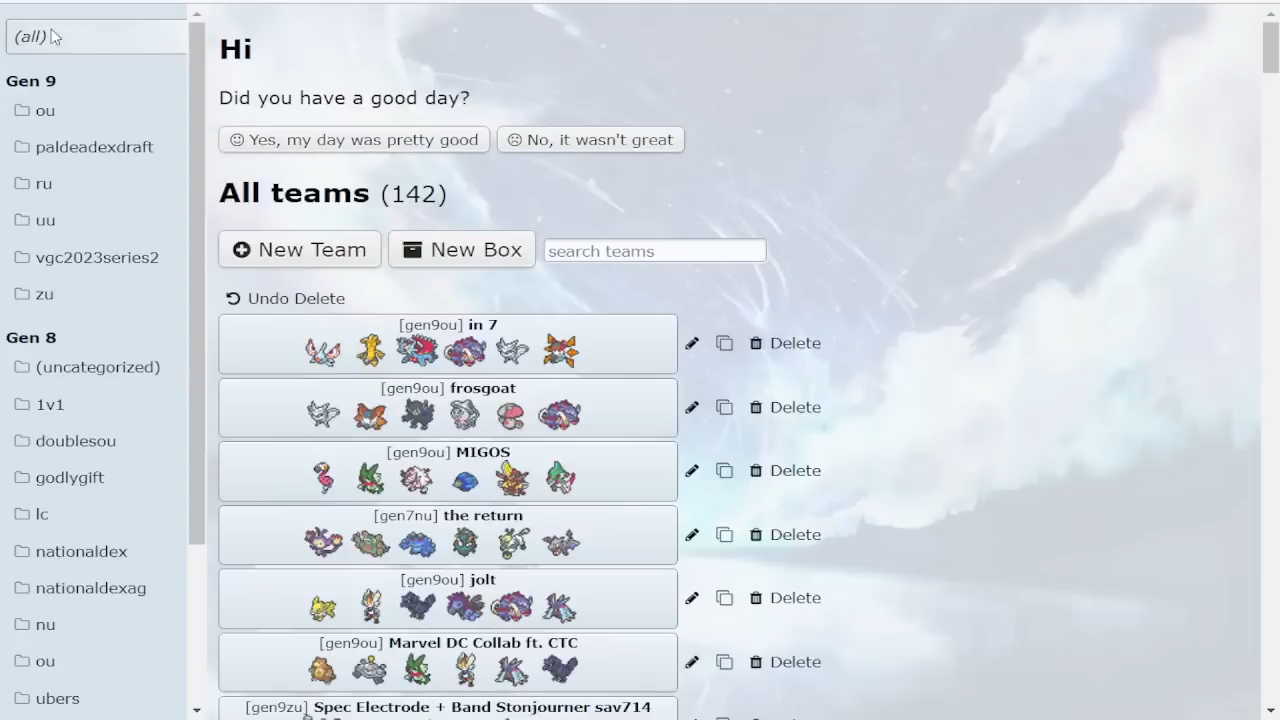 (all)
Gen 9
ou
paldeadexdraft
ru
uu
vgc2023series2
zu
Gen 8
(uncategorized)
1v1
doublesou
godlygift
lc
nationaldex
nationaldexag
nu
ou
ubers
Hi
Did you have a good day?
Yes, my day was pretty good
No, it wasn't great
All teams (142)
New Team
New Box
search teams
Undo Delete
[gen9ou] in 7
Delete
[gen9ou] frosgoat
Delete
[gen9ou] MIGOS
Delete
[gen7nu] the return
Delete
[gen9ou] jolt
Delete
[gen9ou] Marvel DC Collab ft. CTC
Delete
[gen9zu] Spec Electrode + Band Stonjourner sav714